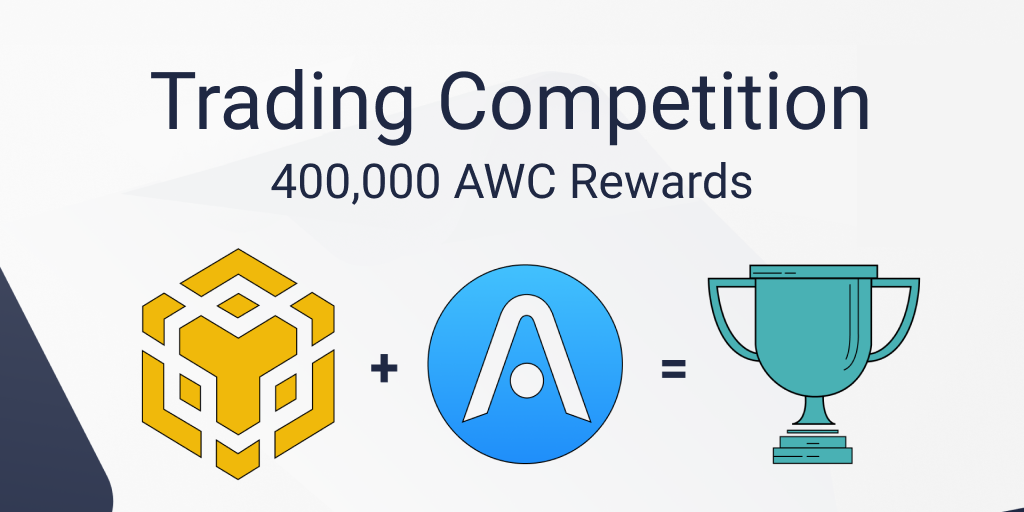 Trading Competition
400,000 AWC Rewards
+ =